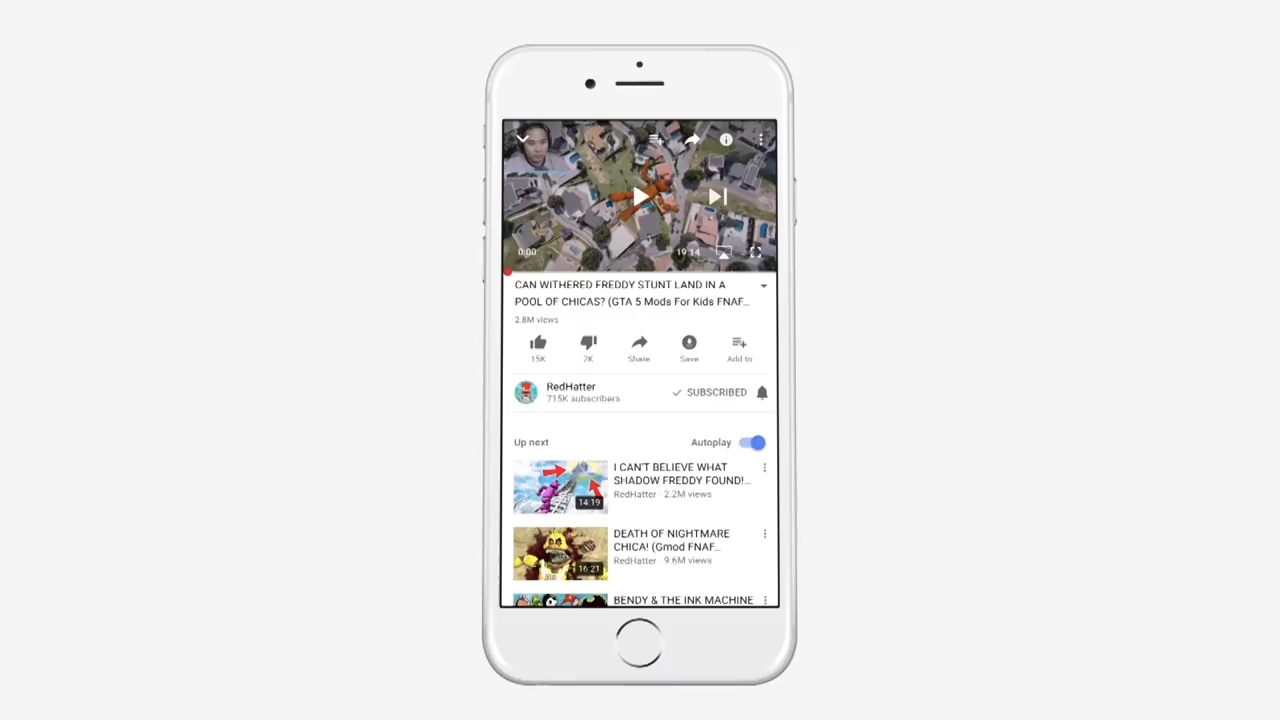 0:00
19:14
CAN WITHERED FREDDY STUNT LAND IN A
POOL OF CHICAS? (GTA 5 Mods For Kids FNAF...
2.8M views
15K
2K
Share
Save
Add to
RedHatter
715K subscribers
SUBSCRIBED
Up next
Autoplay
I CAN'T BELIEVE WHAT
SHADOW FREDDY FOUND!...
RedHatter · 2.2M views
14:19
DEATH OF NIGHTMARE
CHICA! (Gmod FNAF...
RedHatter · 9.6M views
16:21
BENDY & THE INK MACHINE